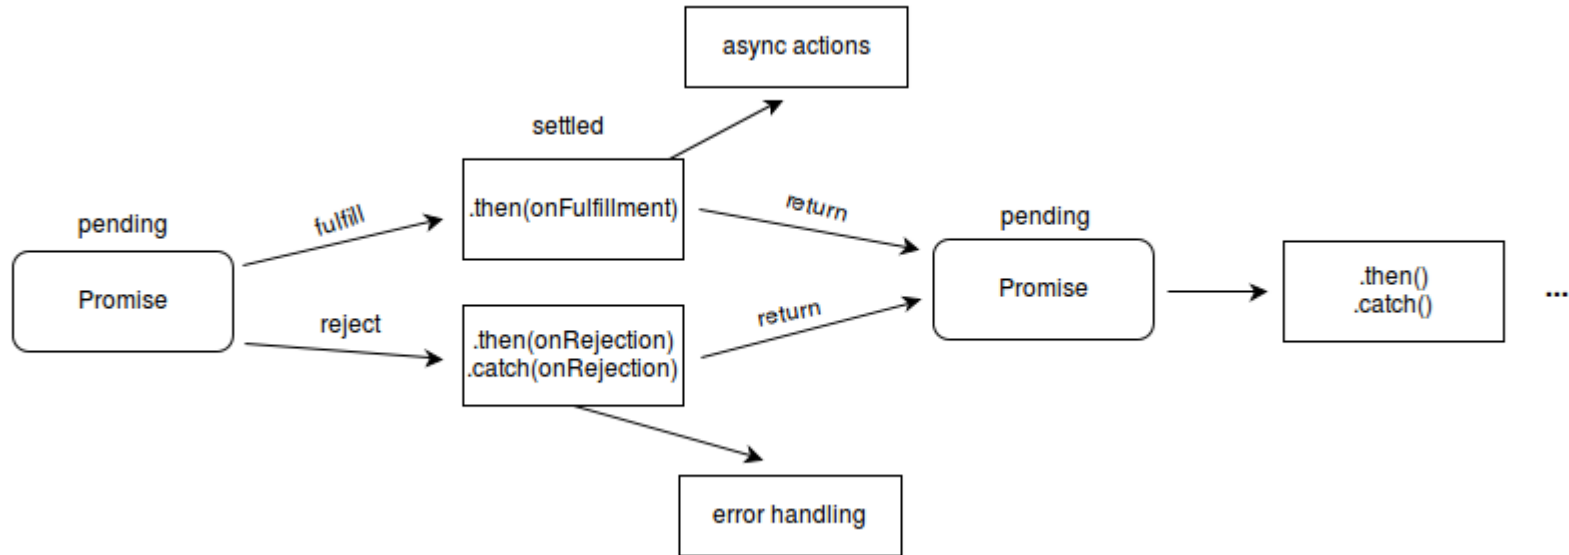 async actions
settled
.then(onFulfillment)
return
fulfill
pending
pending
Promise
Promise
.then()
.catch()
...
reject
.then(onRejection)
.catch(onRejection)
return
error handling